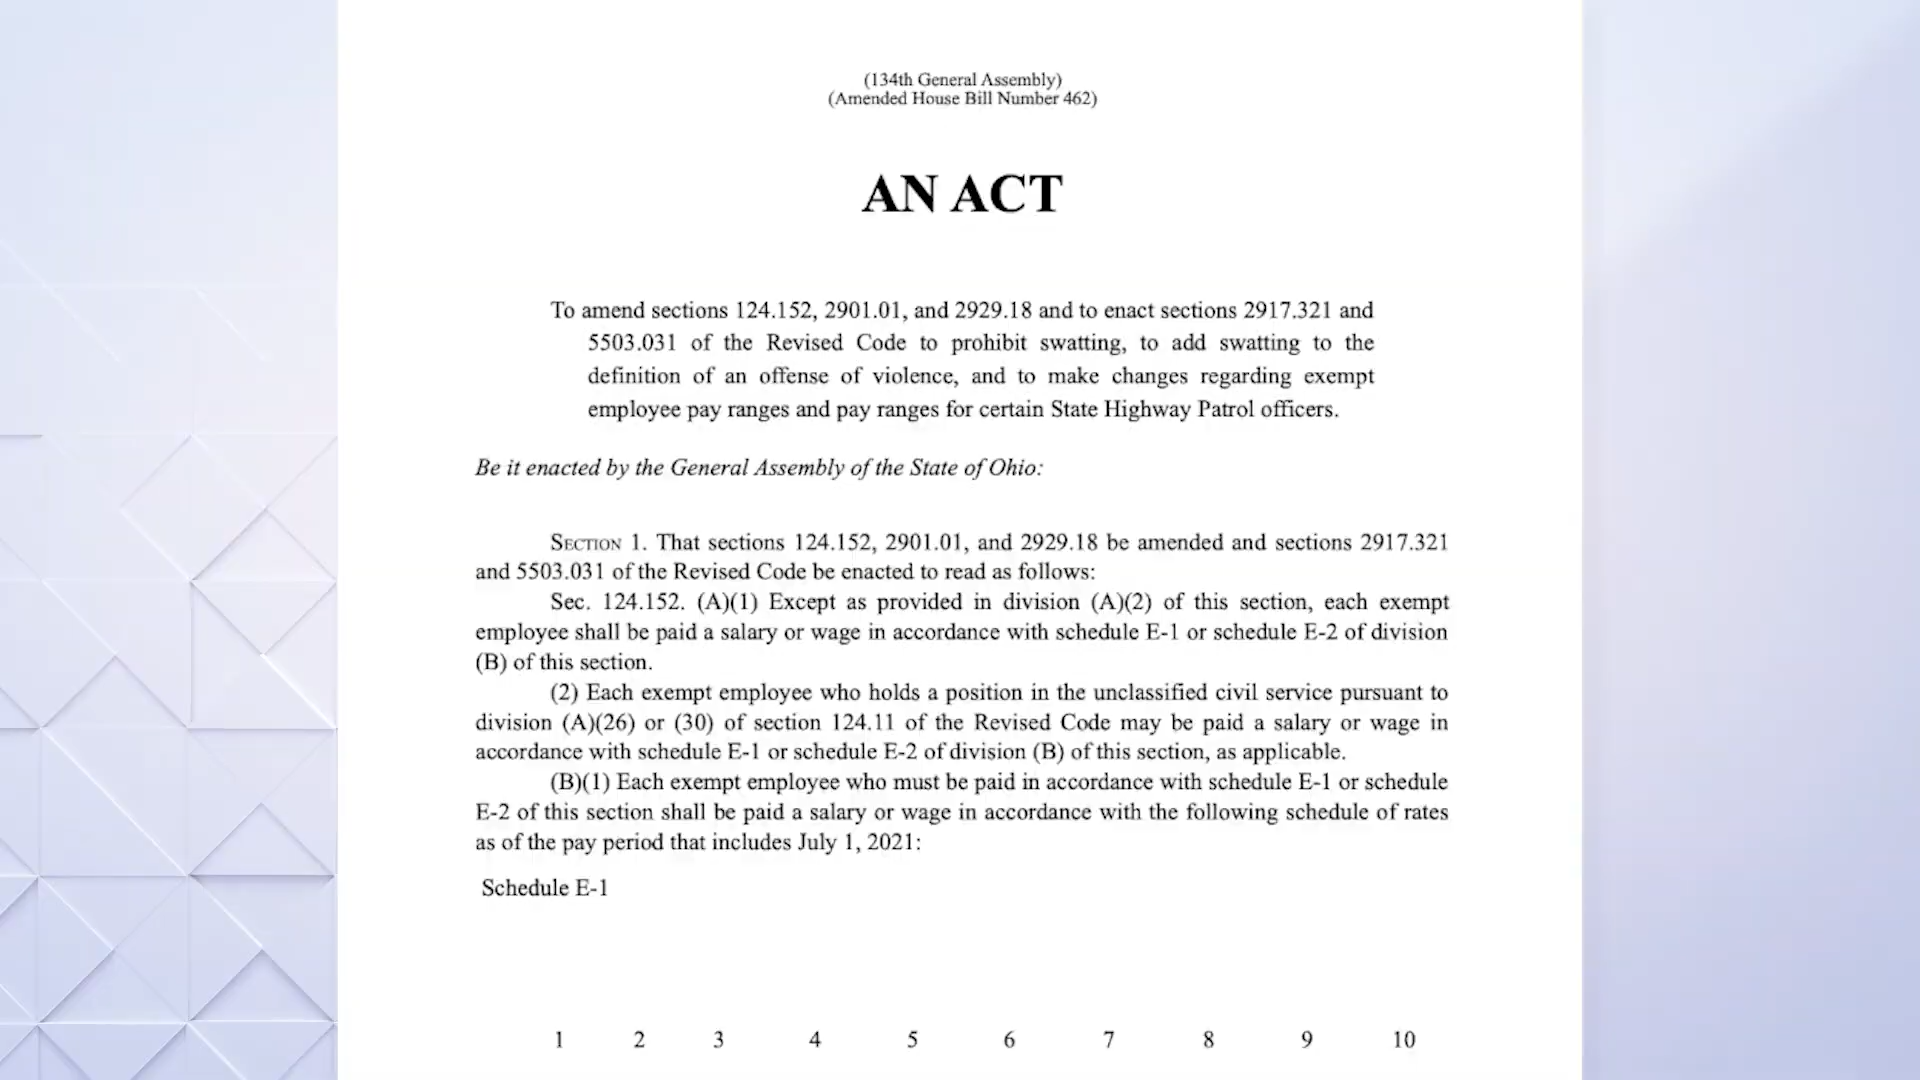 (134th General Assembly)
(Amended House Bill Number 462)
AN ACT
To amend sections 124.152, 2901.01, and 2929.18 and to enact sections 2917.321 and
5503.031 of the Revised Code to prohibit swatting, to add swatting to the
definition of an offense of violence, and to make changes regarding exempt
employee pay ranges and pay ranges for certain State Highway Patrol officers.
Be it enacted by the General Assembly of the State of Ohio:
SECTION 1. That sections 124.152, 2901.01, and 2929.18 be amended and sections 2917.321
and 5503.031 of the Revised Code be enacted to read as follows:
Sec. 124.152. (A)(1) Except as provided in division (A)(2) of this section, each exempt
employee shall be paid a salary or wage in accordance with schedule E-1 or schedule E-2 of division
(B) of this section.
(2) Each exempt employee who holds a position in the unclassified civil service pursuant to
division (A)(26) or (30) of section 124.11 of the Revised Code may be paid a salary or wage in
accordance with schedule E-1 or schedule E-2 of division (B) of this section, as applicable.
(B)(1) Each exempt employee who must be paid in accordance with schedule E-1 or schedule
E-2 of this section shall be paid a salary or wage in accordance with the following schedule of rates
as of the pay period that includes July 1, 2021:
Schedule E-1
1 2 3 4 5 6 7 8 9 10